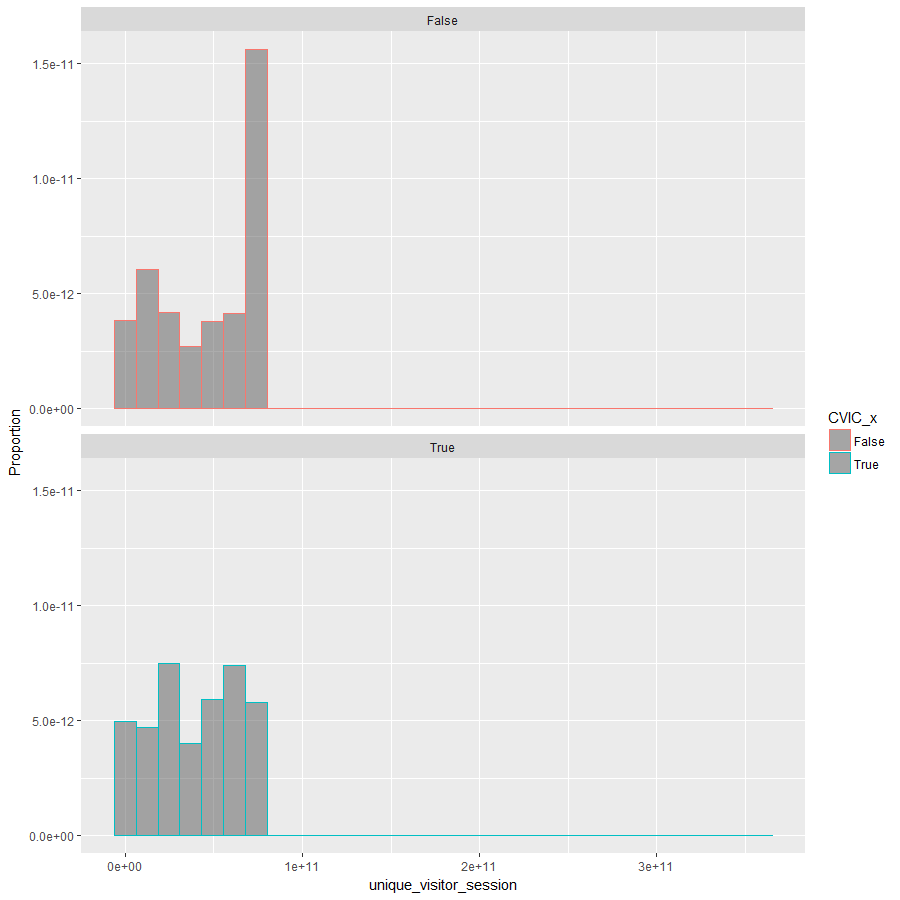 False
1.5e-11
1.0e-11
5.0e-12
0.0e+00
True
1.5e-11
1.0e-11
5.0e-12
0.0e+00
0e+00 1e+11 2e+11 3e+11
unique_visitor_session
Proportion
CVIC_x
False
True